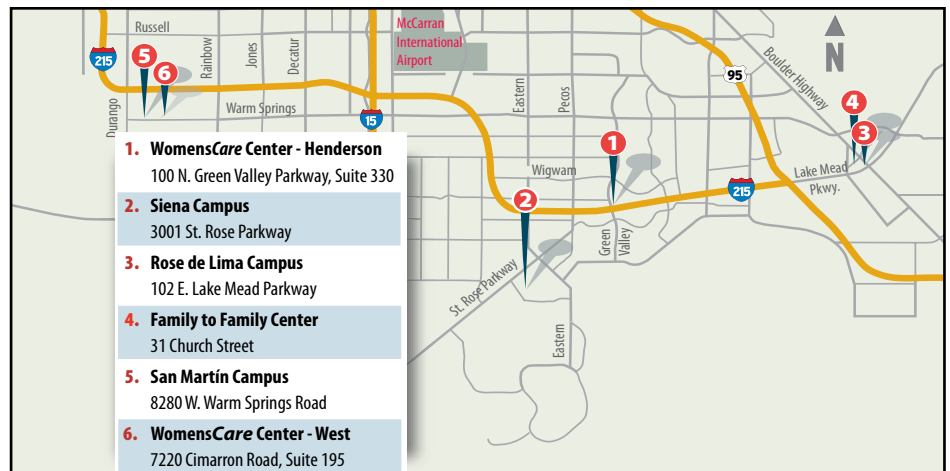 Russell
215
5
6
Rainbow
Jones
Decatur
McCarran
International
Airport
Durango
Warm Springs
15
Eastern
Pecos
95
Boulder Highway
N
4
3
1
Wigwam
2
Lake Mead
Pkwy.
215
Green
Valley
St. Rose Parkway
Eastern
1. WomensCare Center - Henderson
100 N. Green Valley Parkway, Suite 330
2. Siena Campus
3001 St. Rose Parkway
3. Rose de Lima Campus
102 E. Lake Mead Parkway
4. Family to Family Center
31 Church Street
5. San Martín Campus
8280 W. Warm Springs Road
6. WomensCare Center - West
7220 Cimarron Road, Suite 195